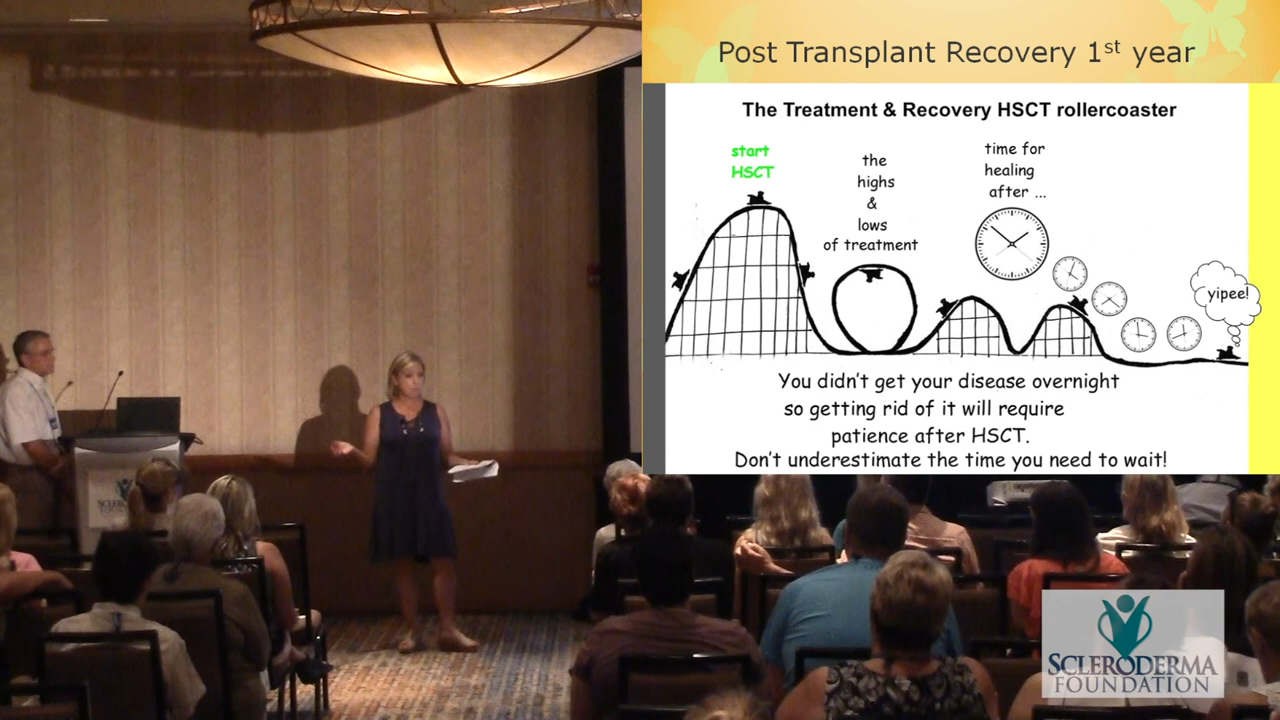 Post Transplant Recovery 1st year
The Treatment & Recovery HSCT rollercoaster
start
HSCT
the
highs
&
lows
of treatment
time for
healing
after ...
yipee!
You didn't get your disease overnight
so getting rid of it will require
patience after HSCT.
Don't underestimate the time you need to wait!
SCLERODERMA
SCLERODERMA
FOUNDATION